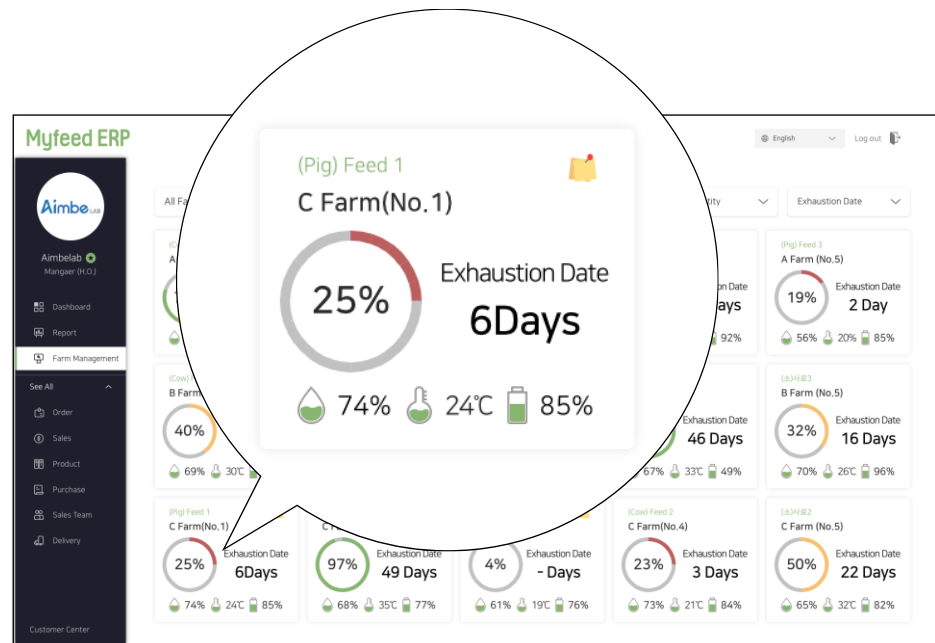 Myfeed ERP
English
Log out
Aimbe LAB
Aimbelab
Mangaer (H.O.)
Dashboard
Report
Farm Management
See All
Order
Sales
Product
Purchase
Sales Team
Delivery
Customer Center
(Pig) Feed 1
C Farm(No.1)
25%
Exhaustion Date
6Days
74% 24℃ 85%
All Fa
tity
Exhaustion Date
92%
(Pig) Feed 3
A Farm (No.5)
19%
Exhaustion Date
2 Day
56% 20% 85%
(Cow)
B Farm
40%
69% 30℃
Exhaustion Date
46 Days
67% 33℃ 49%
(소)사료3
B Farm (No.5)
32%
Exhaustion Date
16 Days
70% 26℃ 96%
(Pig) Feed 1
C Farm(No.1)
25%
Exhaustion Date
6Days
74% 24℃ 85%
97%
Exhaustion Date
49 Days
68% 35℃ 77%
4%
Exhaustion Date
- Days
61% 19℃ 76%
(Cow) Feed 2
C Farm(No.4)
23%
Exhaustion Date
3 Days
73% 21℃ 84%
(소)사료2
C Farm (No.5)
50%
Exhaustion Date
22 Days
65% 32℃ 82%